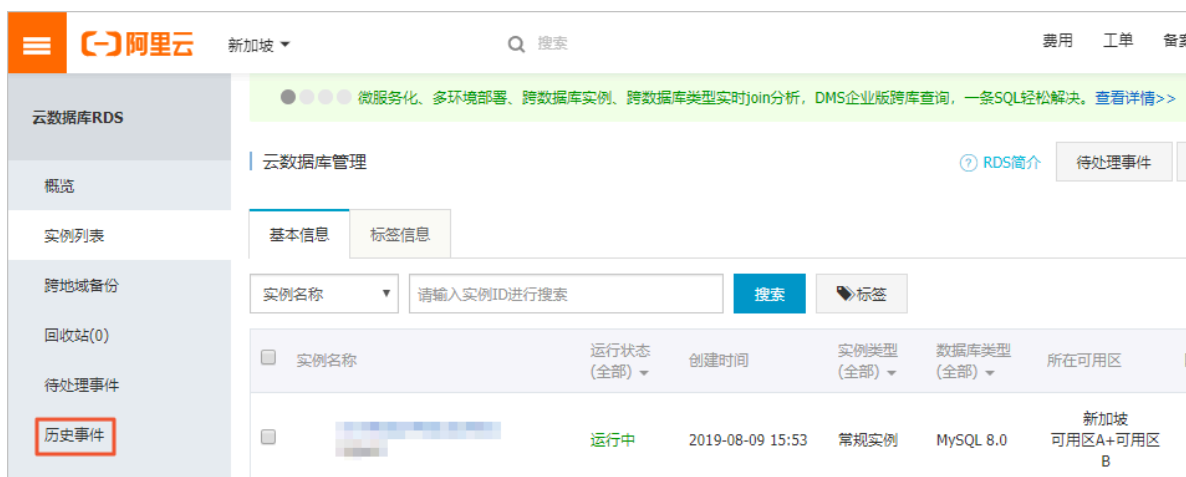 阿里云 新加坡 搜索 费用 工单
云数据库RDS
微服务化、多环境部署、跨数据库实例、跨数据库类型实时join分析，DMS企业版跨库查询，一条SQL轻松解决。查看详情>>
云数据库管理 RDS简介 待处理事件
概览
实例列表
基本信息 标签信息
跨地域备份
实例名称 请输入实例ID进行搜索 搜索 标签
回收站(0)
实例名称 运行状态 (全部) 创建时间 实例类型 (全部) 数据库类型 (全部) 所在可用区
待处理事件
历史事件
运行中 2019-08-09 15:53 常规实例 MySQL 8.0 新加坡
可用区A+可用区
B